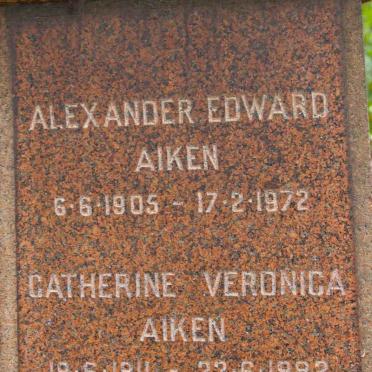 ALEXANDER EDWARD
AIKEN
6·6·1905 - 17·2·1972
CATHERINE VERONICA
AIKEN